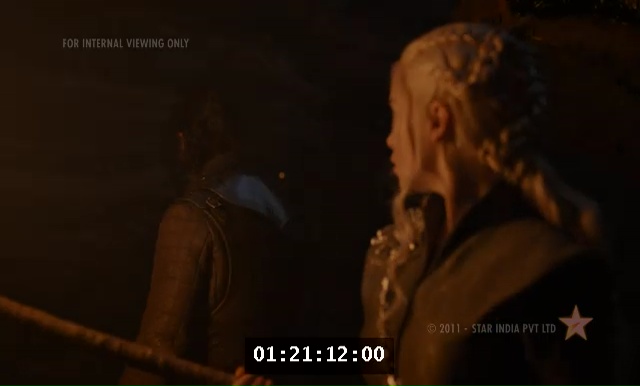 FOR INTERNAL VIEWING ONLY
© 2011 - STAR INDIA PVT LTD
01:21:12:00